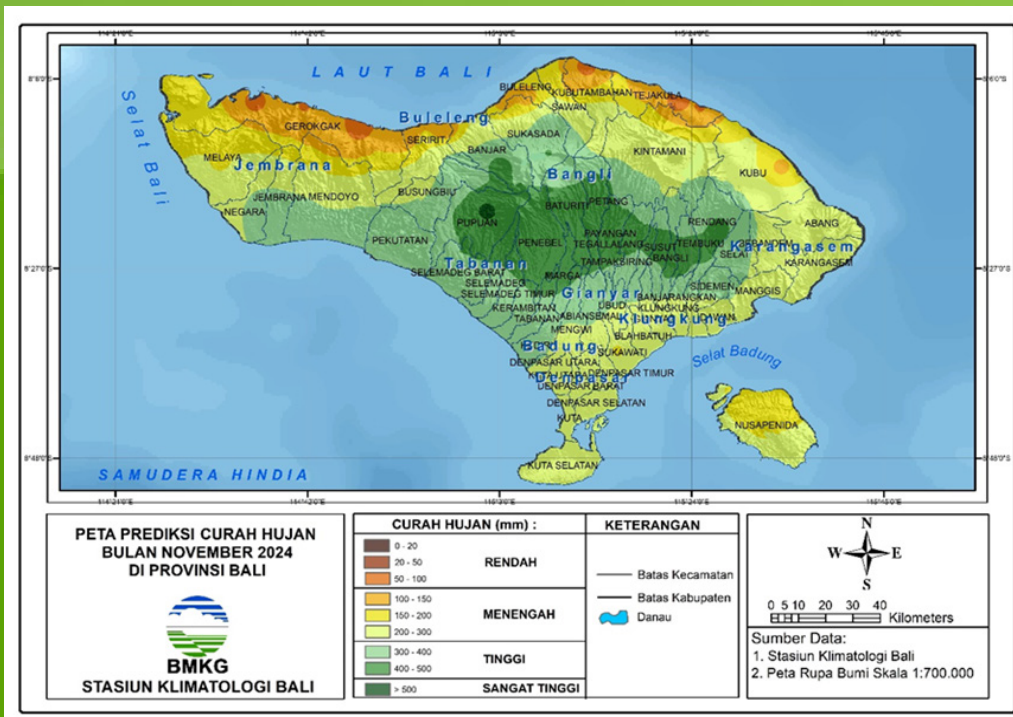 LAUT BALI
Selat Bali
BULELENG
KUBUTAMBAHAN
TEJAKULA
SAWAN
GEROKGAK
Buleleng
SUKASADA
SERIRIT
BANJAR
KINTAMANI
MELAYA
Jembrana
Bangli
KUBU
BUSUNGBIU
JEMBRANA
MENDOYO
PETANG
BATURITI
NEGARA
PUPUAN
RENDANG
ABANG
PAYANGAN
PEKUTATAN
PENEBEL
TEGALLALANG
SUSUT
TEMBUKU
Karangasem
BANGLI
SELAT
TAMPAKSIRING
KARANGASEM
Tabanan
SELEMADEG BARAT
MARGA
SELEMADEG
SIDEMEN
MANGGIS
SELEMADEG TIMUR
Gianyar
BANJARANGKAN
KERAMBITAN
UBUD
KLUNGKUNG
TABANAN
ABIANSEMAL
Klungkung
MENGWI
BLAHBATUH
Badung
SUKAWATI
Selat Badung
DENPASAR UTARA
DENPASAR TIMUR
Denpasar
DENPASAR BARAT
DENPASAR SELATAN
KUTA
NUSAPENIDA
KUTA SELATAN
SAMUDERA HINDIA
PETA PREDIKSI CURAH HUJAN
BULAN NOVEMBER 2024
DI PROVINSI BALI
BMKG
STASIUN KLIMATOLOGI BALI
CURAH HUJAN (mm) :
0 - 20
20 - 50
50 - 100
RENDAH
100 - 150
150 - 200
200 - 300
MENENGAH
300 - 400
400 - 500
TINGGI
> 500
SANGAT TINGGI
KETERANGAN
Batas Kecamatan
Batas Kabupaten
Danau
N
W E
S
0 5 10 20 30 40
Kilometers
Sumber Data:
1. Stasiun Klimatologi Bali
2. Peta Rupa Bumi Skala 1:700.000